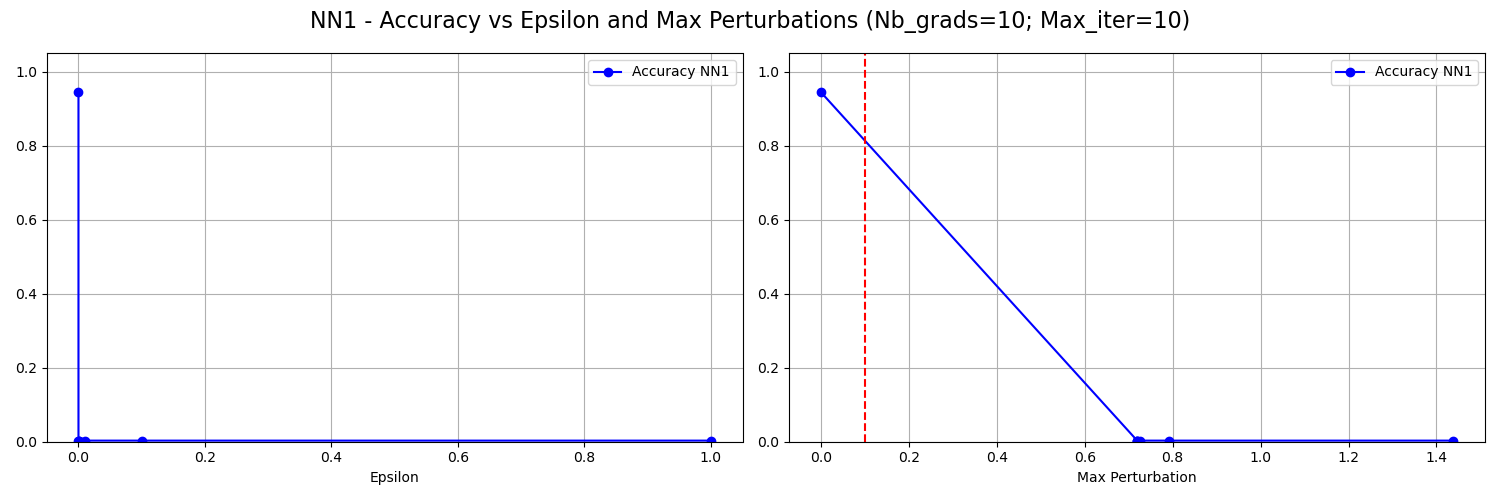 NN1 - Accuracy vs Epsilon and Max Perturbations (Nb_grads=10; Max_iter=10)
Accuracy NN1
1.0
0.8
0.6
0.4
0.2
0.0
0.0 0.2 0.4 0.6 0.8 1.0
Epsilon
Accuracy NN1
1.0
0.8
0.6
0.4
0.2
0.0
0.0 0.2 0.4 0.6 0.8 1.0 1.2 1.4
Max Perturbation